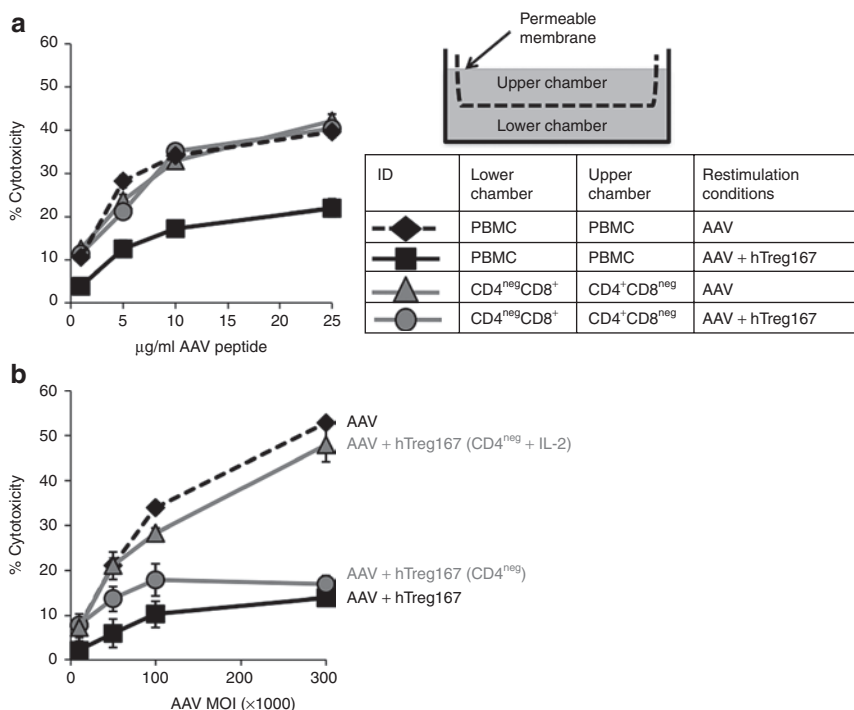 a
60
50
40
30
20
10
0
% Cytotoxicity
0 5 10 15 20 25
μg/ml AAV peptide
Permeable
membrane
Upper chamber
Lower chamber
ID Lower chamber Upper chamber Restimulation conditions
PBMC PBMC AAV
PBMC PBMC AAV + hTreg167
CD4negCD8+ CD4+CD8neg AAV
CD4negCD8+ CD4+CD8neg AAV + hTreg167
b
60
50
40
30
20
10
0
% Cytotoxicity
0 100 200 300
AAV MOI (×1000)
AAV
AAV + hTreg167 (CD4neg + IL-2)
AAV + hTreg167 (CD4neg)
AAV + hTreg167